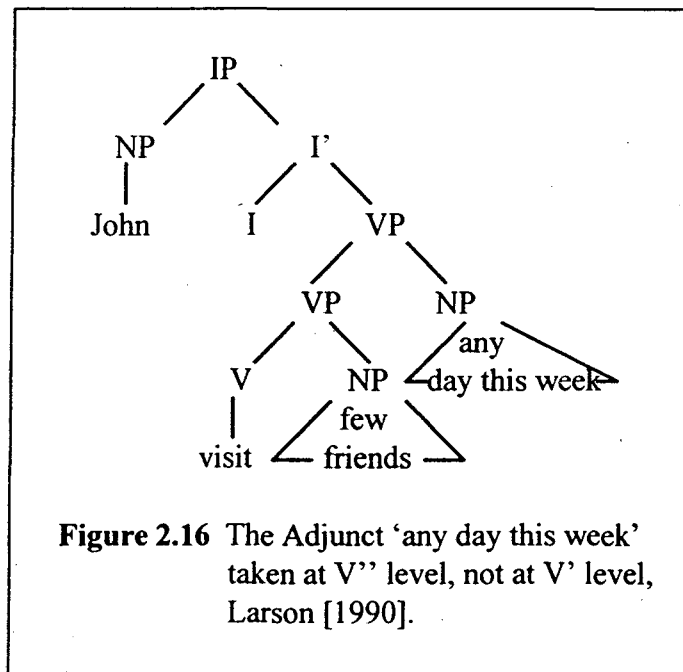 IP
NP I’
John I VP
VP NP
any
V NP day this week
few
visit friends
Figure 2.16 The Adjunct ‘any day this week’
taken at V’’ level, not at V’ level,
Larson [1990].